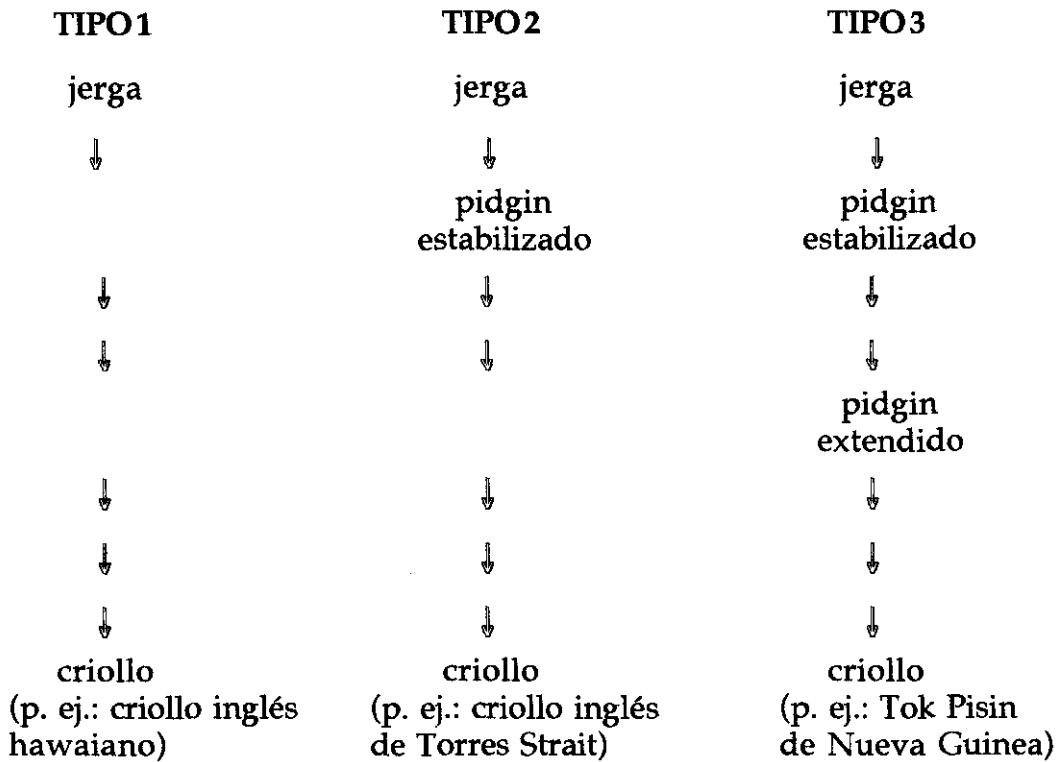 TIPO 1 TIPO 2 TIPO 3
jerga jerga jerga
pidgin pidgin
estabilizado estabilizado
pidgin
extendido
criollo criollo criollo
(p. ej.: criollo inglés (p. ej.: criollo inglés (p. ej.: Tok Pisin
hawaiano) de Torres Strait) de Nueva Guinea)